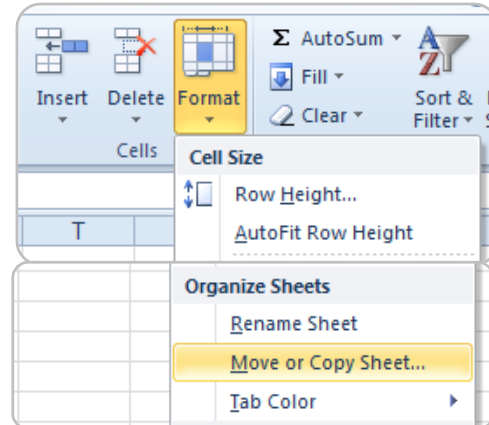 Σ AutoSum
Fill
Clear
Insert Delete Format
Sort &
Filter
Cells
Cell Size
Row Height...
AutoFit Row Height
T
Organize Sheets
Rename Sheet
Move or Copy Sheet...
Tab Color